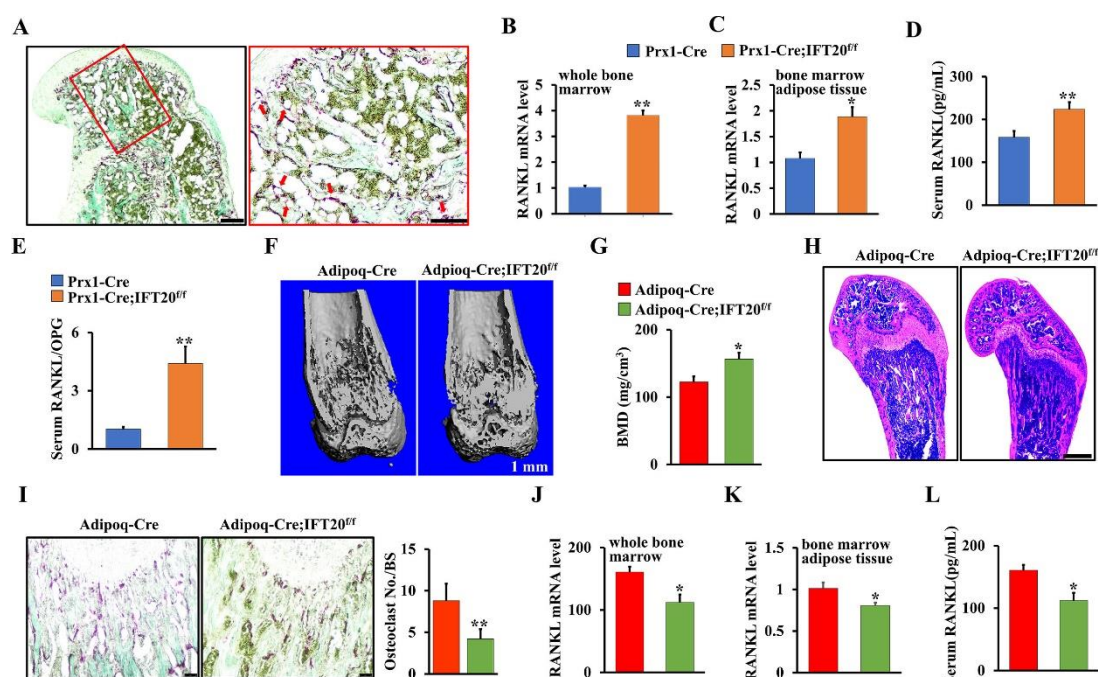 A
B
C
D
Prx1-Cre
Prx1-Cre;IFT20f/f
RANKL mRNA level
whole bone
marrow
**
5
4
3
2
1
0
RANKL mRNA level
bone marrow
adipose tissue
*
2.5
2
1.5
1
0.5
0
Serum RANKL(pg/mL)
**
300
200
100
0
E
F
G
H
Prx1-Cre
Prx1-Cre;IFT20f/f
Serum RANKL/OPG
**
6
3
0
Adipoq-Cre
Adpioq-Cre;IFT20f/f
1 mm
Adipoq-Cre
Adipoq-Cre;IFT20f/f
BMD (mg/cm3)
*
200
100
0
Adipoq-Cre
Adpioq-Cre;IFT20f/f
I
J
K
L
Adipoq-Cre
Adipoq-Cre;IFT20f/f
Osteoclast No./BS
**
15
10
5
0
RANKL mRNA level
whole bone
marrow
*
200
100
0
RANKL mRNA level
bone marrow
adipose tissue
*
1.5
1
0.5
0
Serum RANKL(pg/mL)
*
200
100
0